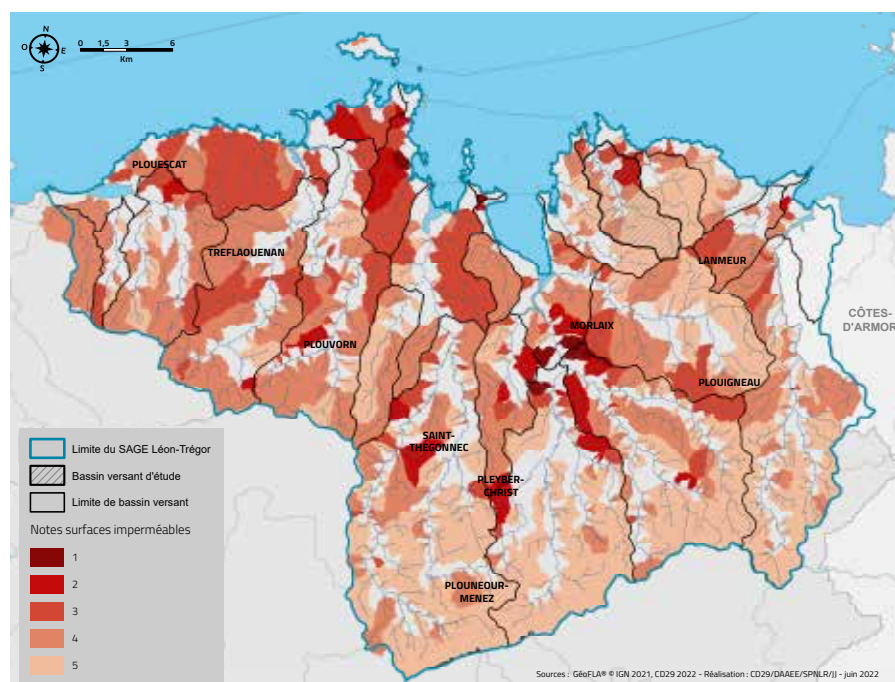 N
O
E
S
0 1,5 3 6
Km
PLOUESCAT
TREFLAOUENAN
PLOUVORN
LANMEUR
MORLAIX
CÔTES-
D'ARMOR
PLOUIGNEAU
SAINT-
THEGONNEC
PLEYBER-
CHRIST
PLOUNEOUR-
MENEZ
Limite du SAGE Léon-Trégor
Bassin versant d'étude
Limite de bassin versant
Notes surfaces imperméables
1
2
3
4
5
Sources : GéoFLA® © IGN 2021, CD29 2022 - Réalisation : CD29/DAAEE/SPNLR/JJ - juin 2022